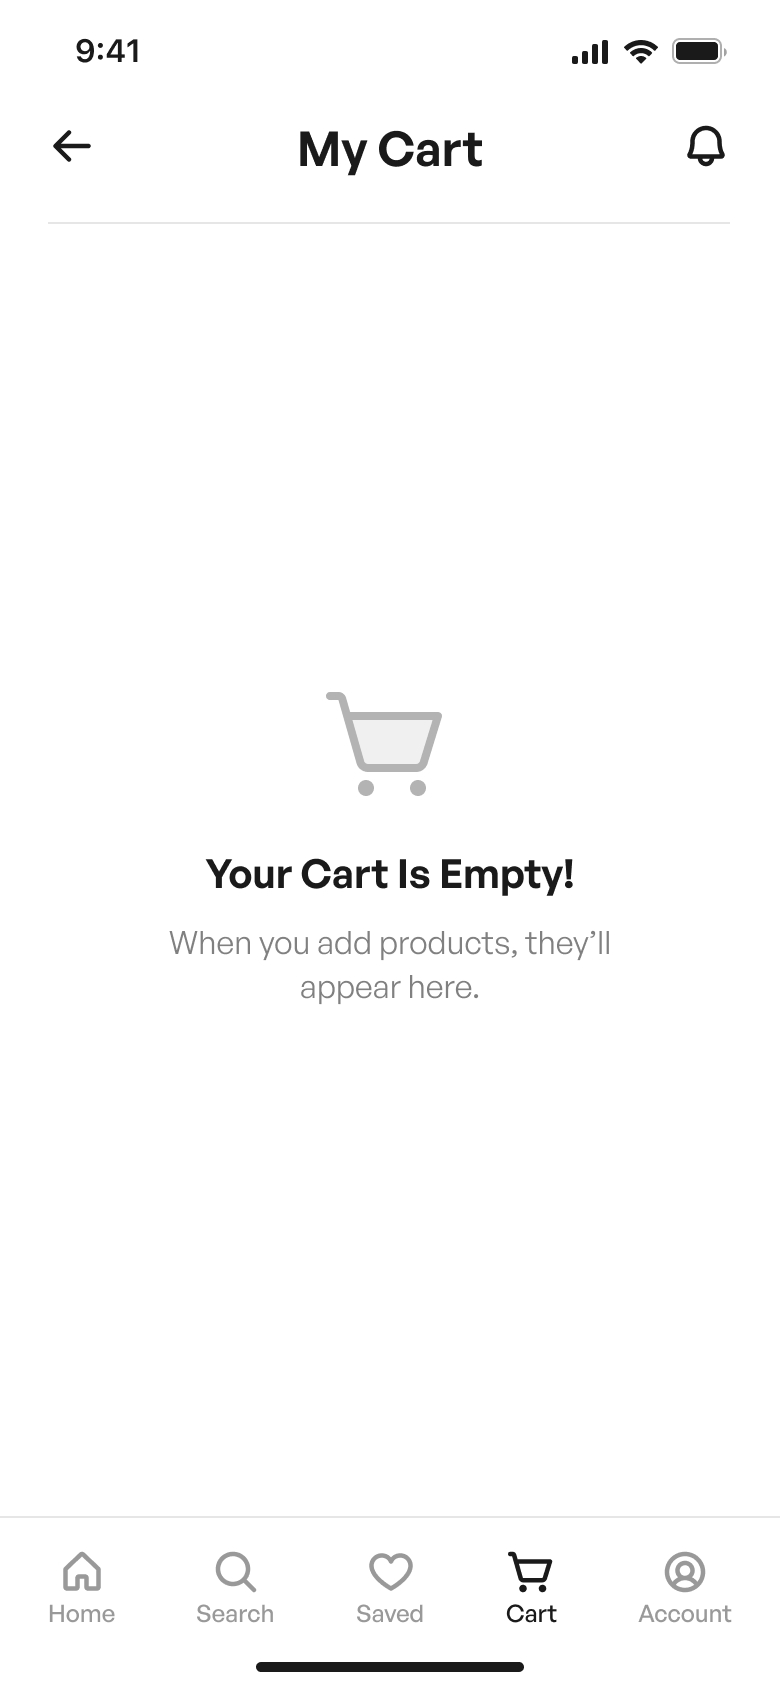 9:41
My Cart
Your Cart Is Empty!
When you add products, they’ll
appear here.
Home
Search
Saved
Cart
Account